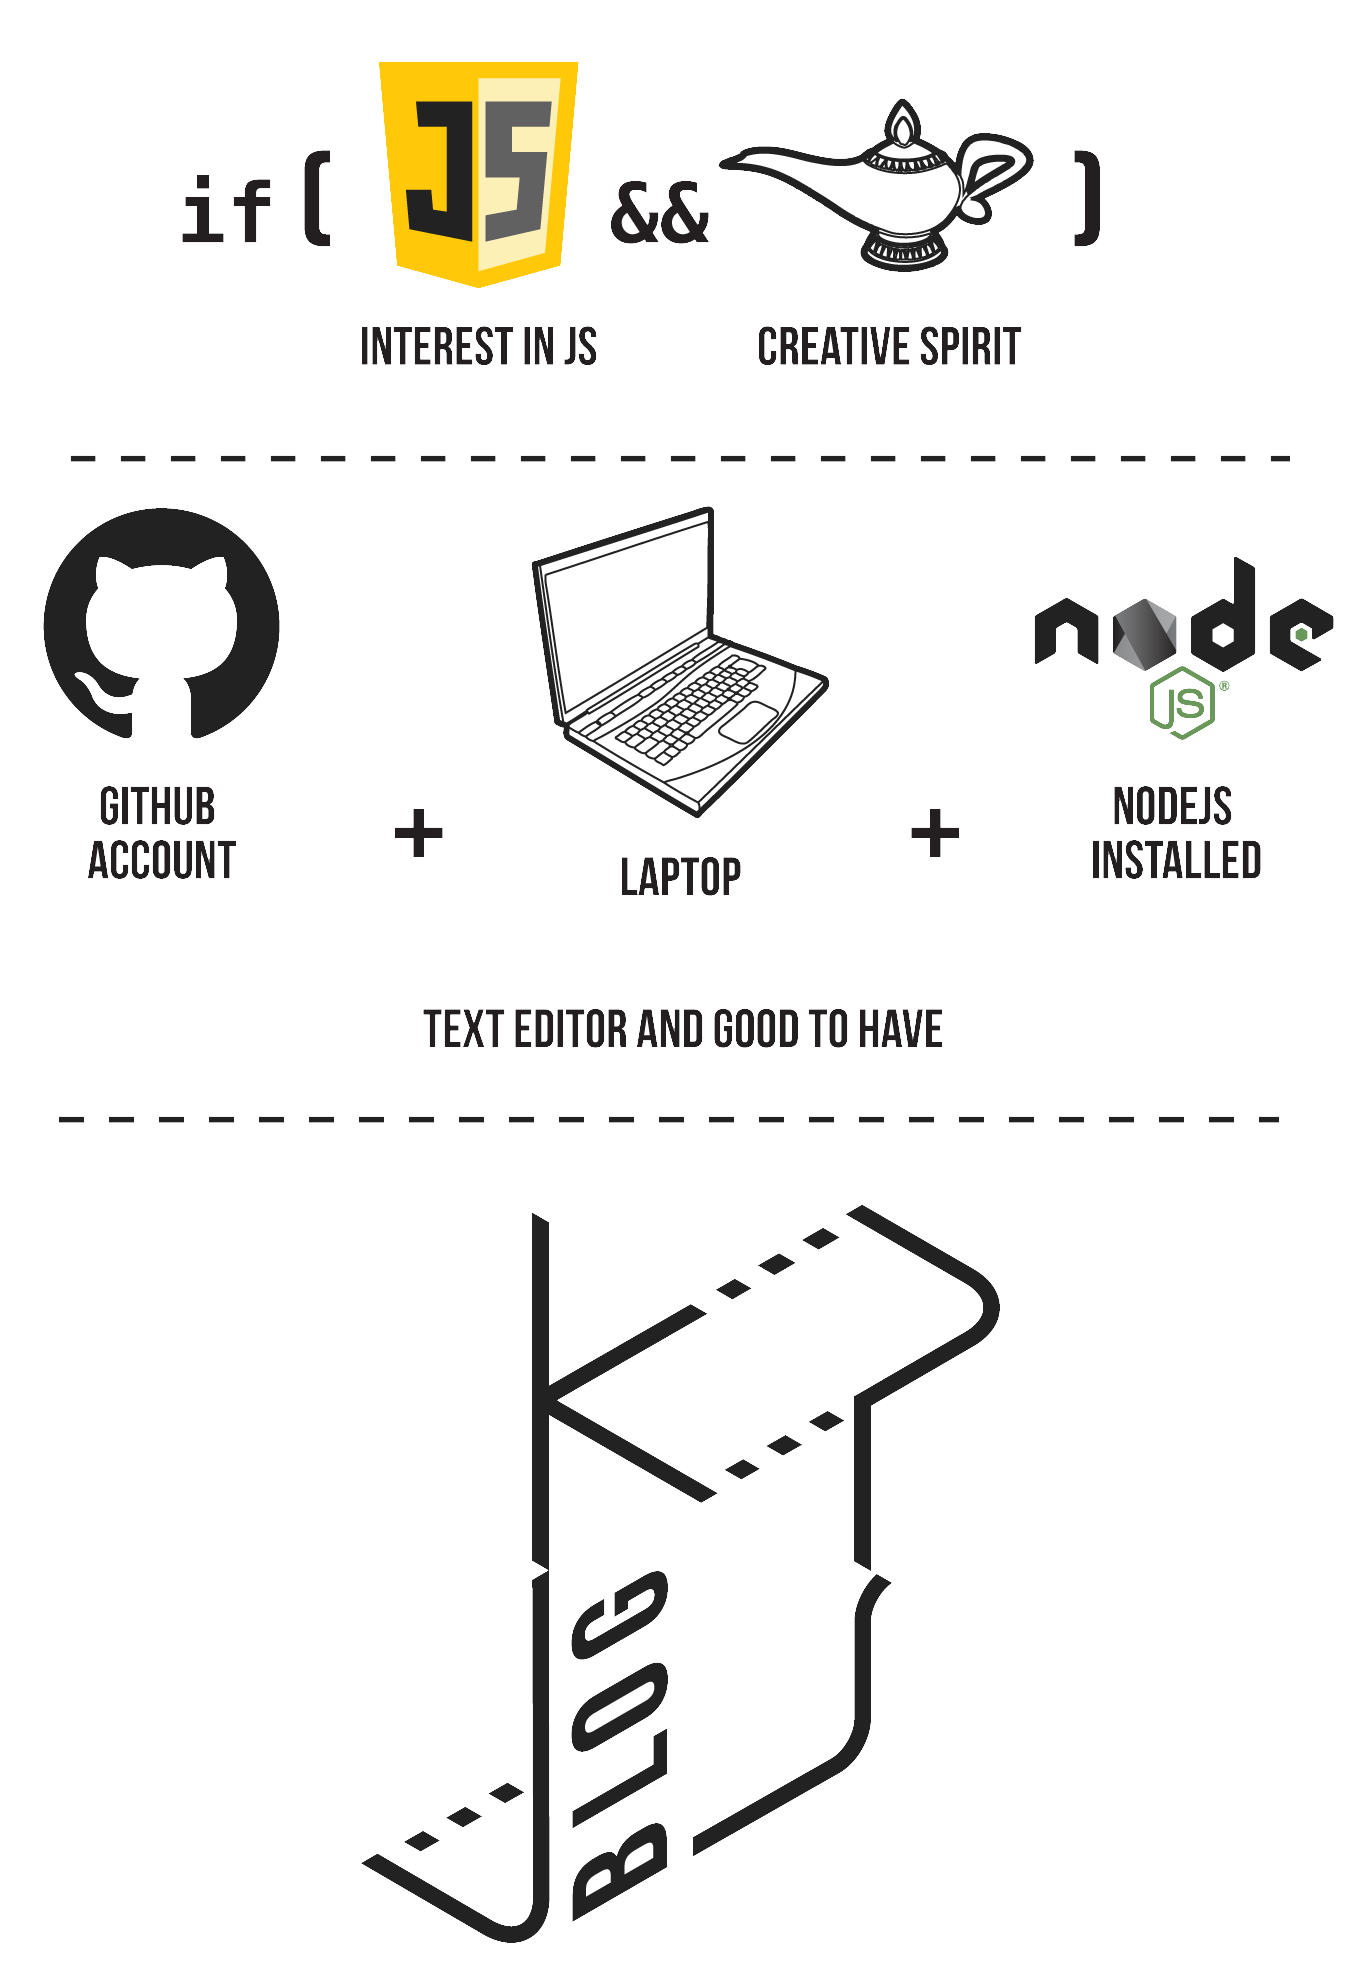 if ( JS && )
INTEREST IN JS CREATIVE SPIRIT
node
JS®
GITHUB NODEJS
ACCOUNT + LAPTOP + INSTALLED
TEXT EDITOR AND GOOD TO HAVE
BLOG